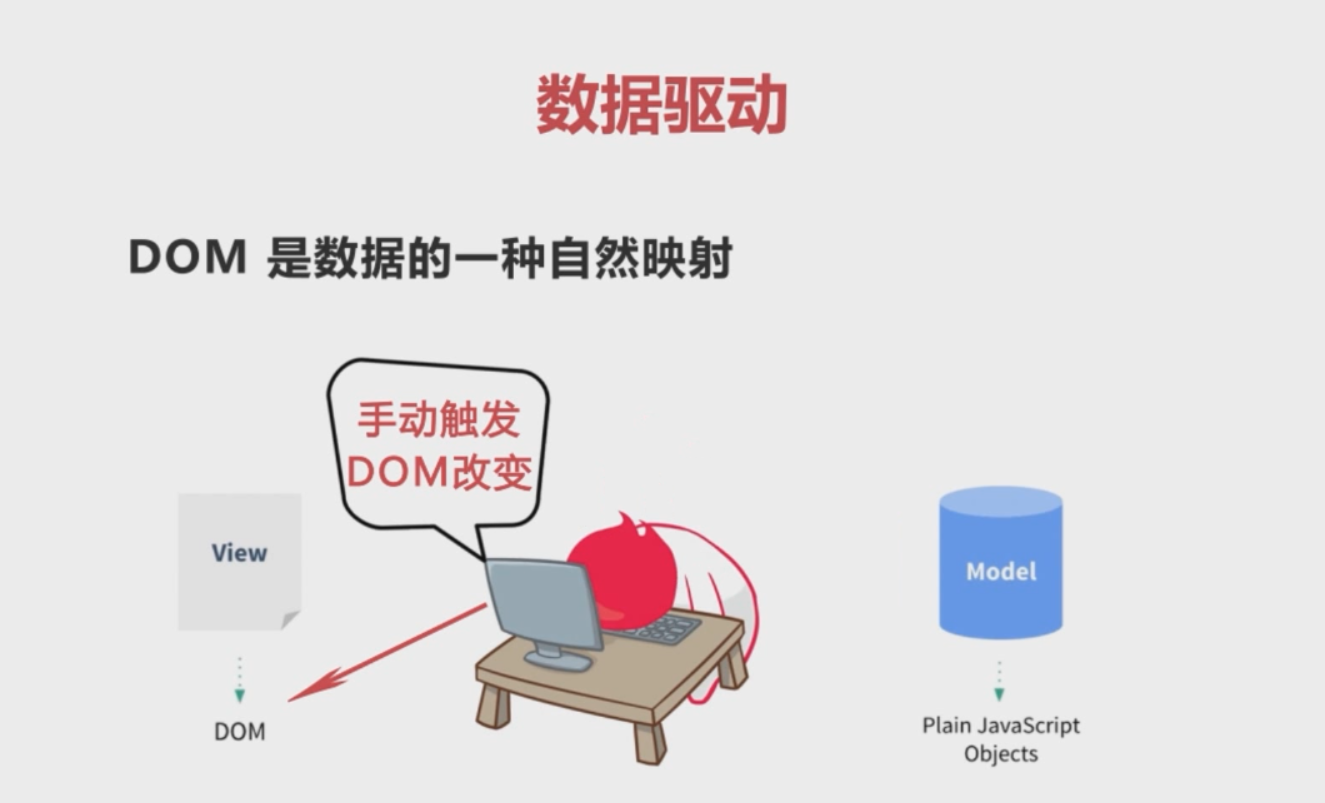 数据驱动
DOM 是数据的一种自然映射
手动触发
DOM改变
View
Model
DOM
Plain JavaScript
Objects